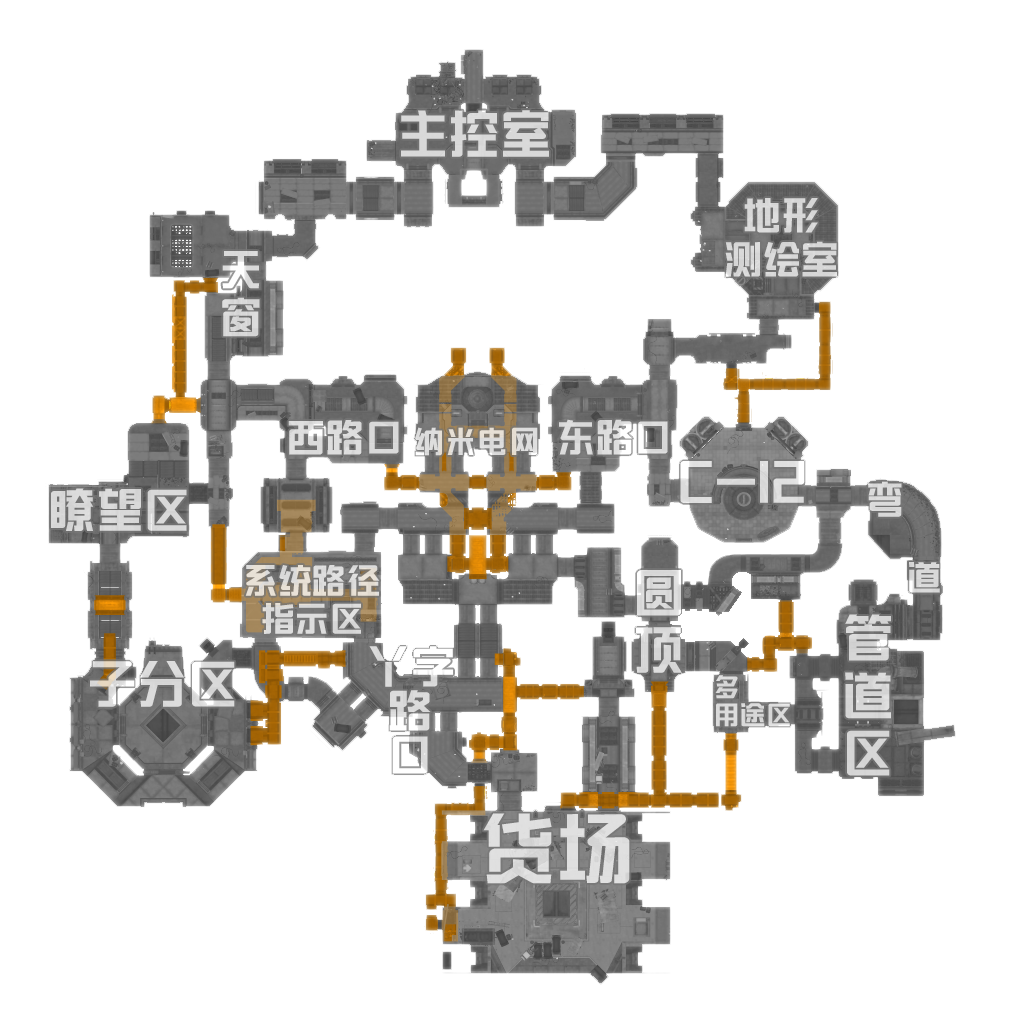 主控室
地形
测绘室
天
窗
西路口
纳米电网
东路口
C-12
瞭望区
弯
道
系统路径
指示区
圆
顶
管
道
区
子分区
丫字
路
口
多
用途区
货场